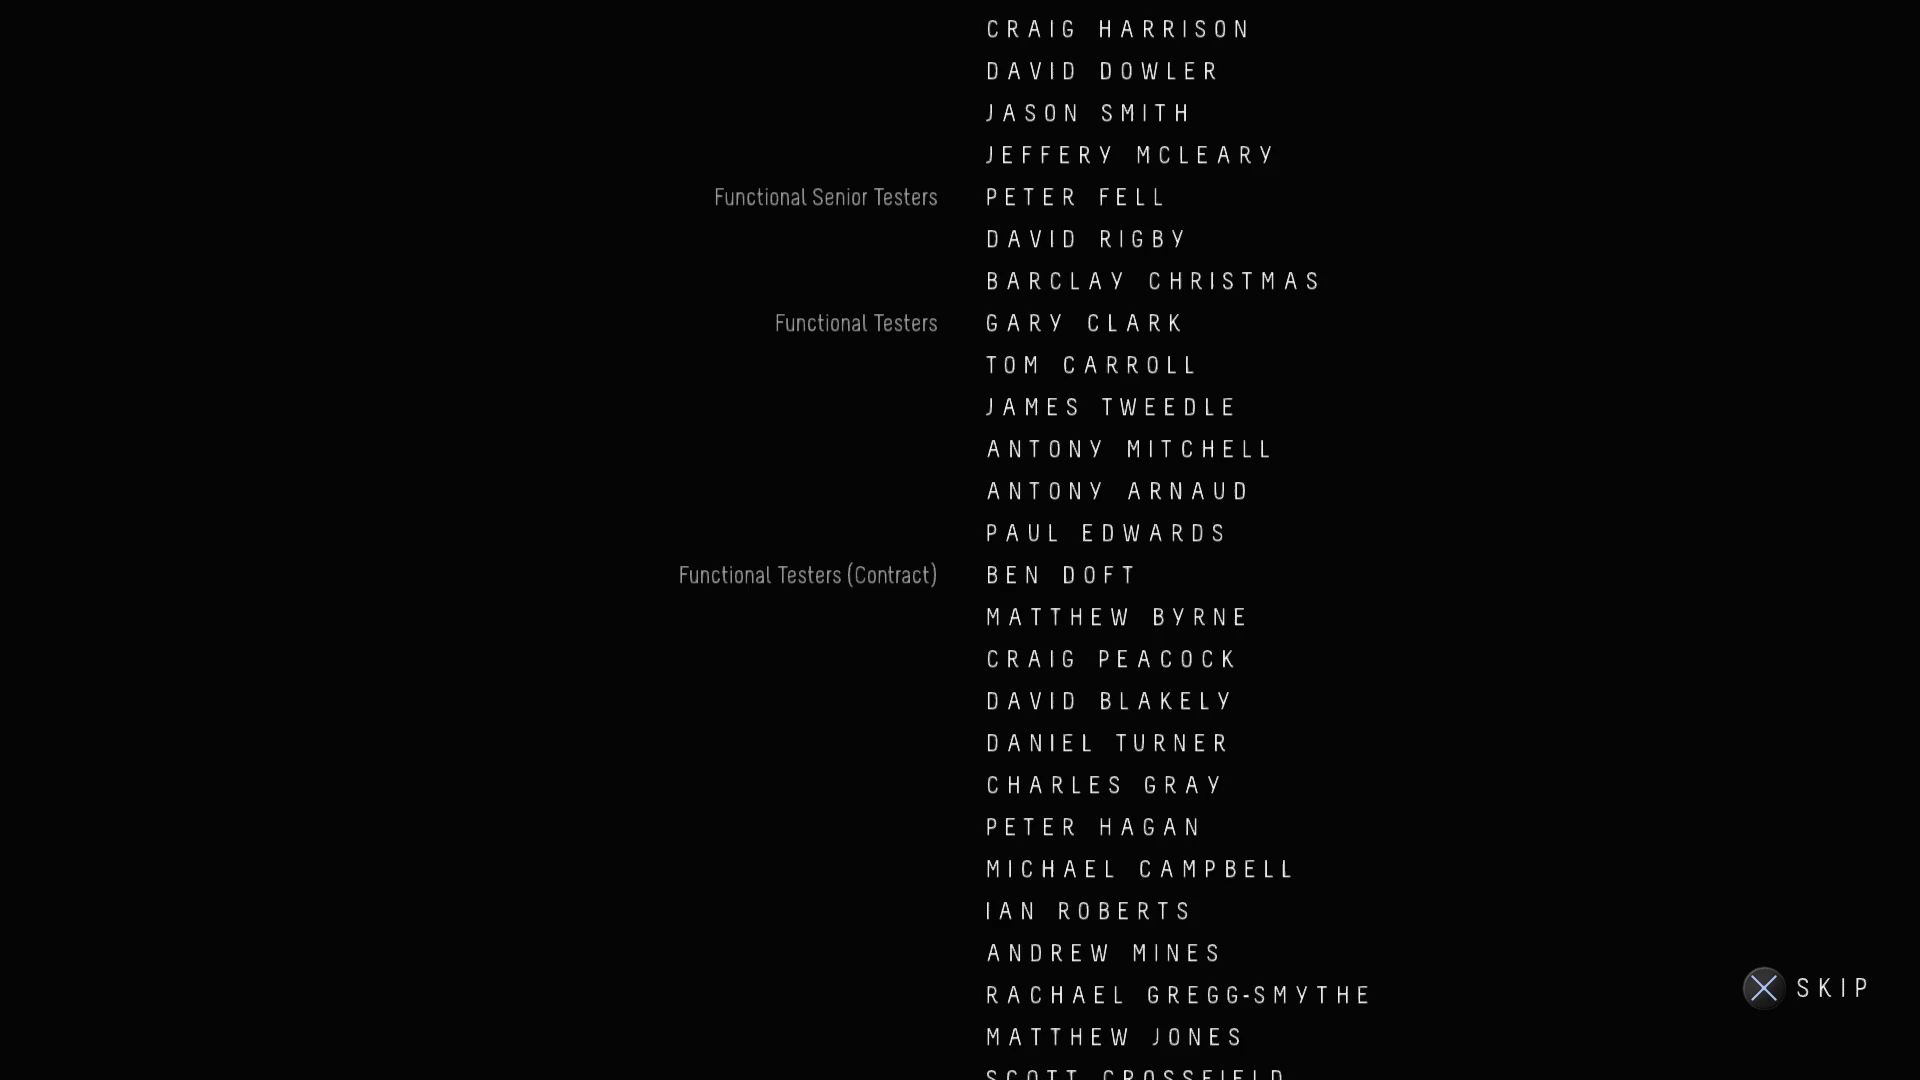 CRAIG HARRISON
DAVID DOWLER
JASON SMITH
JEFFERY MCLEARY
Functional Senior Testers PETER FELL
DAVID RIGBY
BARCLAY CHRISTMAS
Functional Testers GARY CLARK
TOM CARROLL
JAMES TWEEDLE
ANTONY MITCHELL
ANTONY ARNAUD
PAUL EDWARDS
Functional Testers (Contract) BEN DOFT
MATTHEW BYRNE
CRAIG PEACOCK
DAVID BLAKELY
DANIEL TURNER
CHARLES GRAY
PETER HAGAN
MICHAEL CAMPBELL
IAN ROBERTS
ANDREW MINES
RACHAEL GREGG-SMYTHE
SKIP
MATTHEW JONES
SCOTT CROSSFIELD